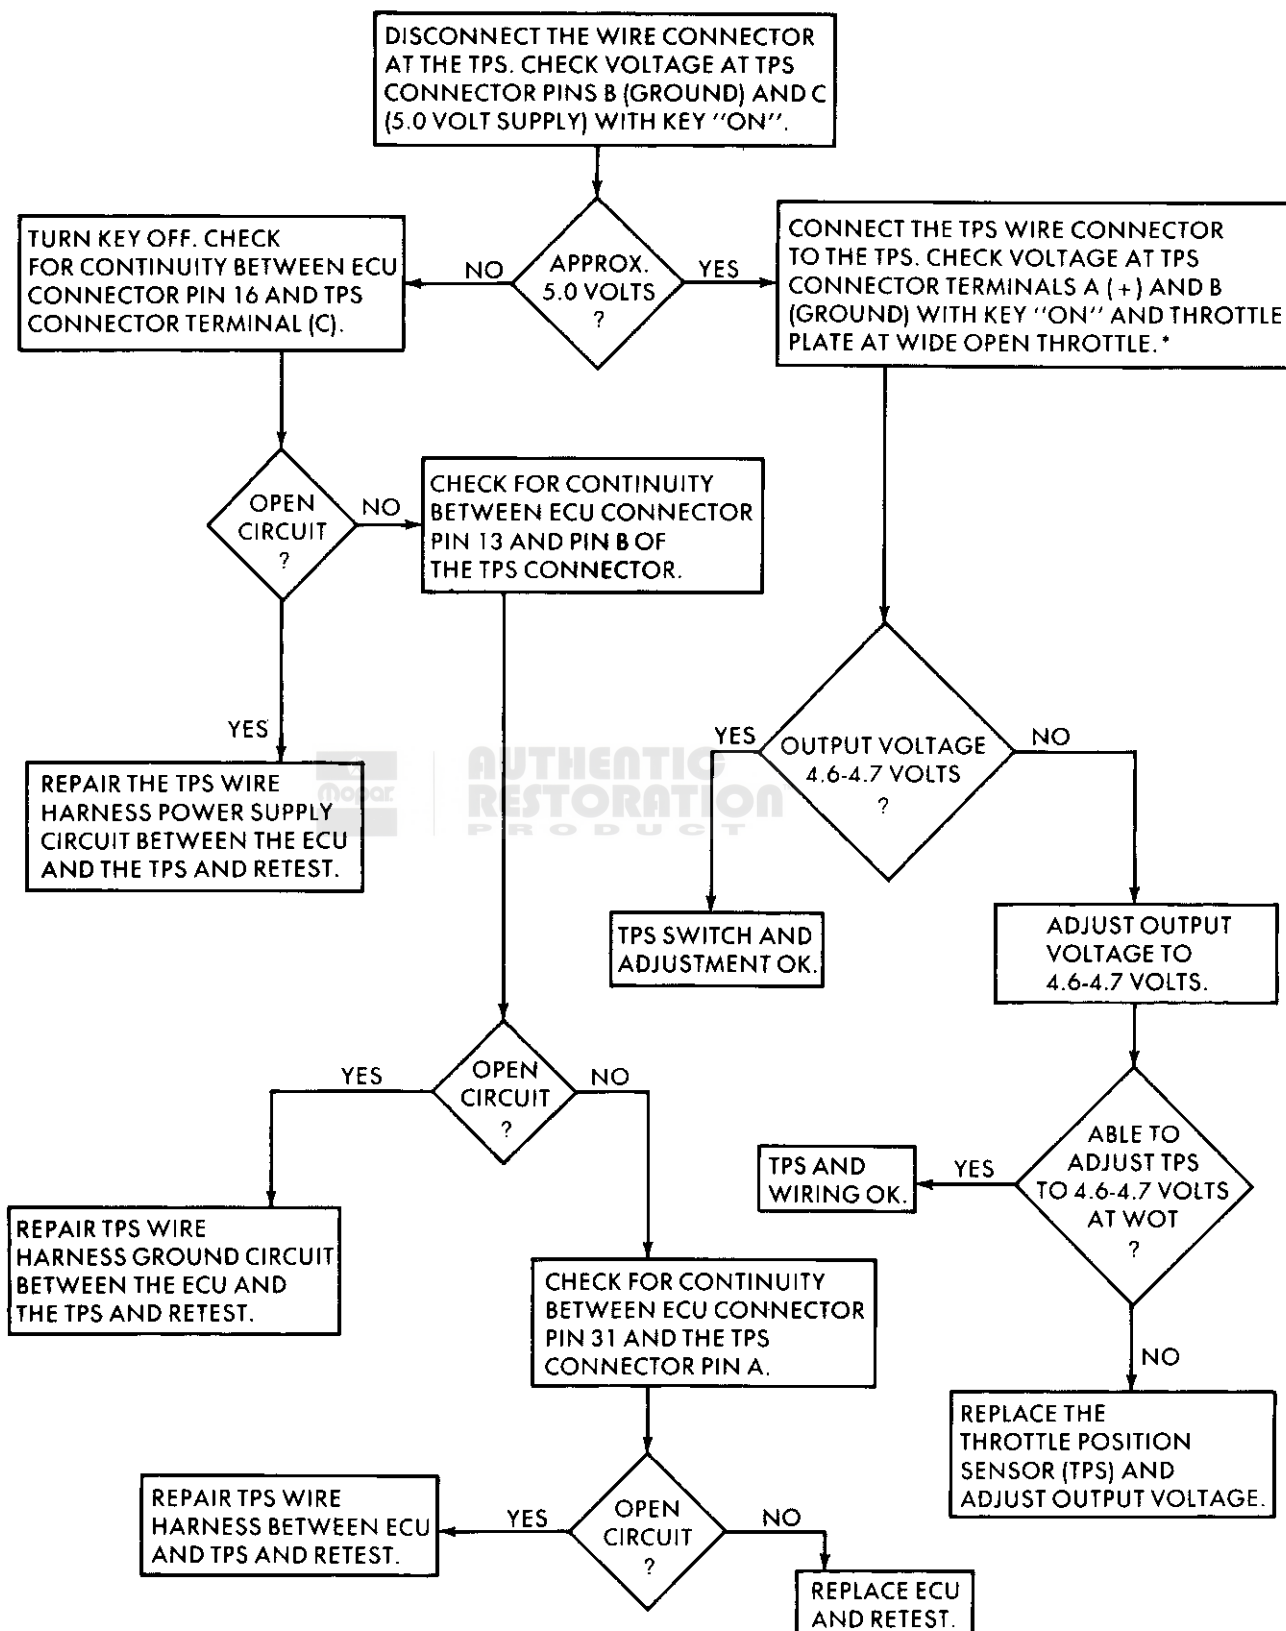 DISCONNECT THE WIRE CONNECTOR
AT THE TPS. CHECK VOLTAGE AT TPS
CONNECTOR PINS B (GROUND) AND C
(5.0 VOLT SUPPLY) WITH KEY "ON".
APPROX.
5.0 VOLTS
?
NO
YES
TURN KEY OFF. CHECK
FOR CONTINUITY BETWEEN ECU
CONNECTOR PIN 16 AND TPS
CONNECTOR TERMINAL (C).
CONNECT THE TPS WIRE CONNECTOR
TO THE TPS. CHECK VOLTAGE AT TPS
CONNECTOR TERMINALS A (+) AND B
(GROUND) WITH KEY "ON" AND THROTTLE
PLATE AT WIDE OPEN THROTTLE.*
OPEN
CIRCUIT
?
NO
CHECK FOR CONTINUITY
BETWEEN ECU CONNECTOR
PIN 13 AND PIN B OF
THE TPS CONNECTOR.
YES
REPAIR THE TPS WIRE
HARNESS POWER SUPPLY
CIRCUIT BETWEEN THE ECU
AND THE TPS AND RETEST.
Mopar
AUTHENTIC
RESTORATION
PRODUCT
OUTPUT VOLTAGE
4.6-4.7 VOLTS
?
YES
NO
TPS SWITCH AND
ADJUSTMENT OK.
ADJUST OUTPUT
VOLTAGE TO
4.6-4.7 VOLTS.
OPEN
CIRCUIT
?
YES
NO
ABLE TO
ADJUST TPS
TO 4.6-4.7 VOLTS
AT WOT
?
YES
TPS AND
WIRING OK.
REPAIR TPS WIRE
HARNESS GROUND CIRCUIT
BETWEEN THE ECU AND
THE TPS AND RETEST.
CHECK FOR CONTINUITY
BETWEEN ECU CONNECTOR
PIN 31 AND THE TPS
CONNECTOR PIN A.
NO
REPLACE THE
THROTTLE POSITION
SENSOR (TPS) AND
ADJUST OUTPUT VOLTAGE.
OPEN
CIRCUIT
?
YES
NO
REPAIR TPS WIRE
HARNESS BETWEEN ECU
AND TPS AND RETEST.
REPLACE ECU
AND RETEST.